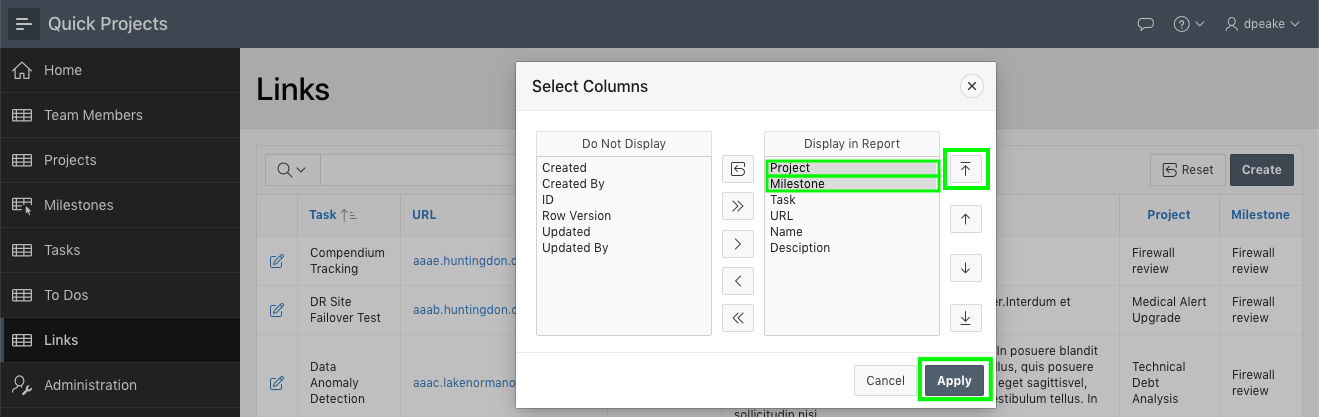 Quick Projects
dpeake
Home
Team Members
Projects
Milestones
Tasks
To Dos
Links
Administration
Links
Reset
Create
Task
URL
Project
Milestone
Compendium
Tracking
aaae.huntingdon.c
Firewall
review
Firewall
review
DR Site
Failover Test
aaab.huntingdon.c
er.Interdum et
Medical Alert
Upgrade
Firewall
review
Data
Anomaly
Detection
aaac.lakenormano
In posuere blandit
llus, quis posuere
eget sagittisvel,
estibulum tellus. In
sollicitudin nisi
Technical
Debt
Analysis
Firewall
review
Select Columns
Do Not Display
Created
Created By
ID
Row Version
Updated
Updated By
Display in Report
Project
Milestone
Task
URL
Name
Desciption
Cancel
Apply